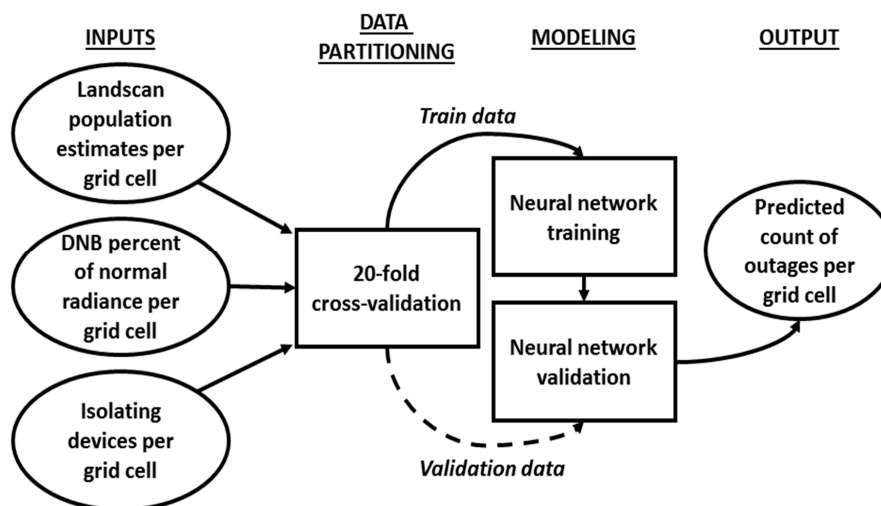 INPUTS
DATA
PARTITIONING
MODELING
OUTPUT
Landscan
population
estimates per
grid cell
DNB percent
of normal
radiance per
grid cell
Isolating
devices per
grid cell
20-fold
cross-validation
Train data
Validation data
Neural network
training
Neural network
validation
Predicted
count of
outages per
grid cell